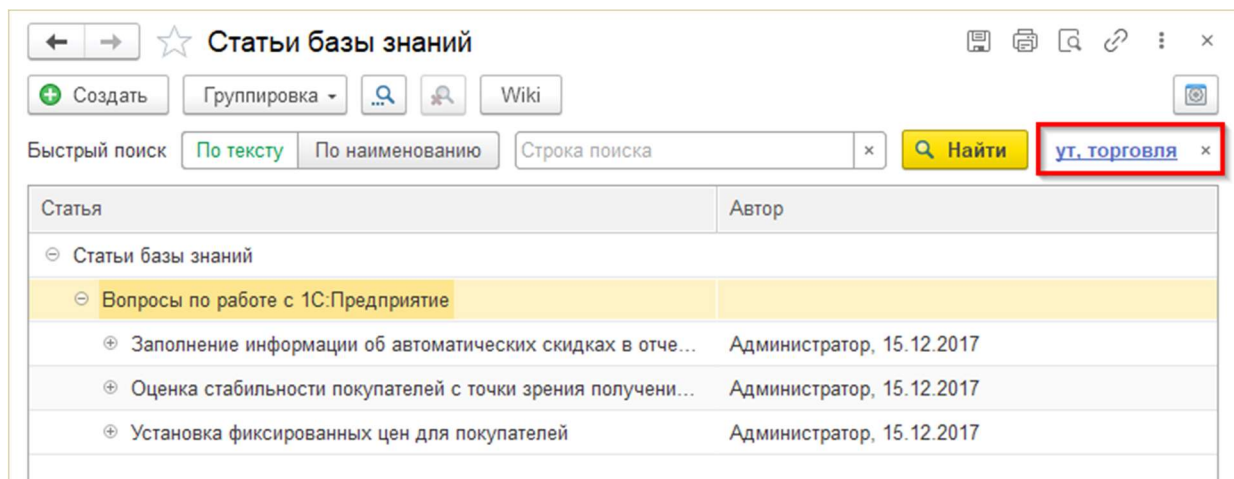 Статьи базы знаний
Создать Группировка Wiki
Быстрый поиск По тексту По наименованию Строка поиска × Найти ут, торговля ×
Статья Автор
Статьи базы знаний
Вопросы по работе с 1С:Предприятие
Заполнение информации об автоматических скидках в отче... Администратор, 15.12.2017
Оценка стабильности покупателей с точки зрения получени... Администратор, 15.12.2017
Установка фиксированных цен для покупателей Администратор, 15.12.2017